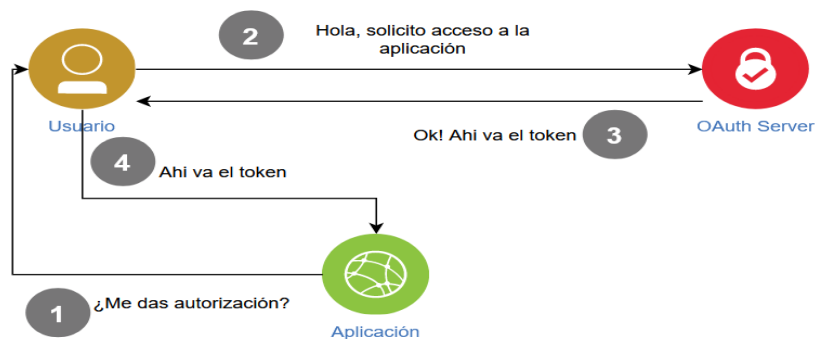 2
Hola, solicito acceso a la
aplicación
Usuario
Ok! Ahi va el token
3
OAuth Server
4
Ahi va el token
1
¿Me das autorización?
Aplicación